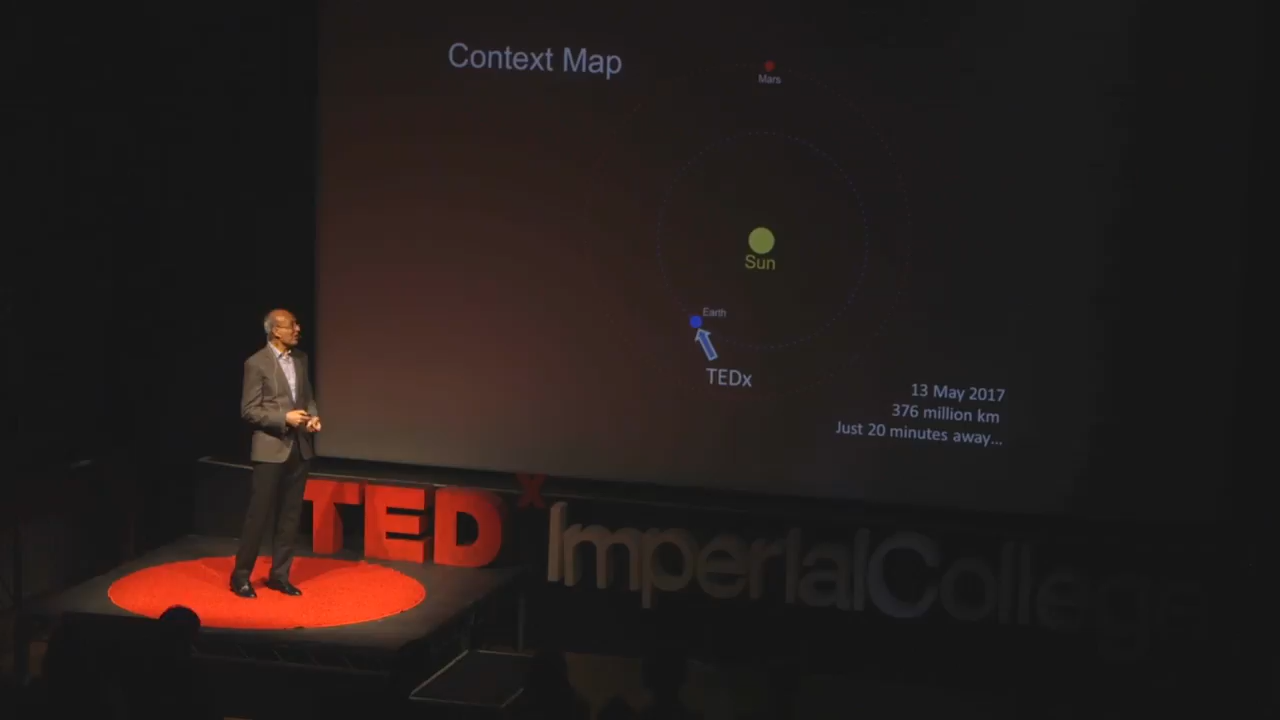 Context Map
Mars
Sun
Earth
TEDx
13 May 2017
376 million km
Just 20 minutes away...
TEDx
ImperialCollege